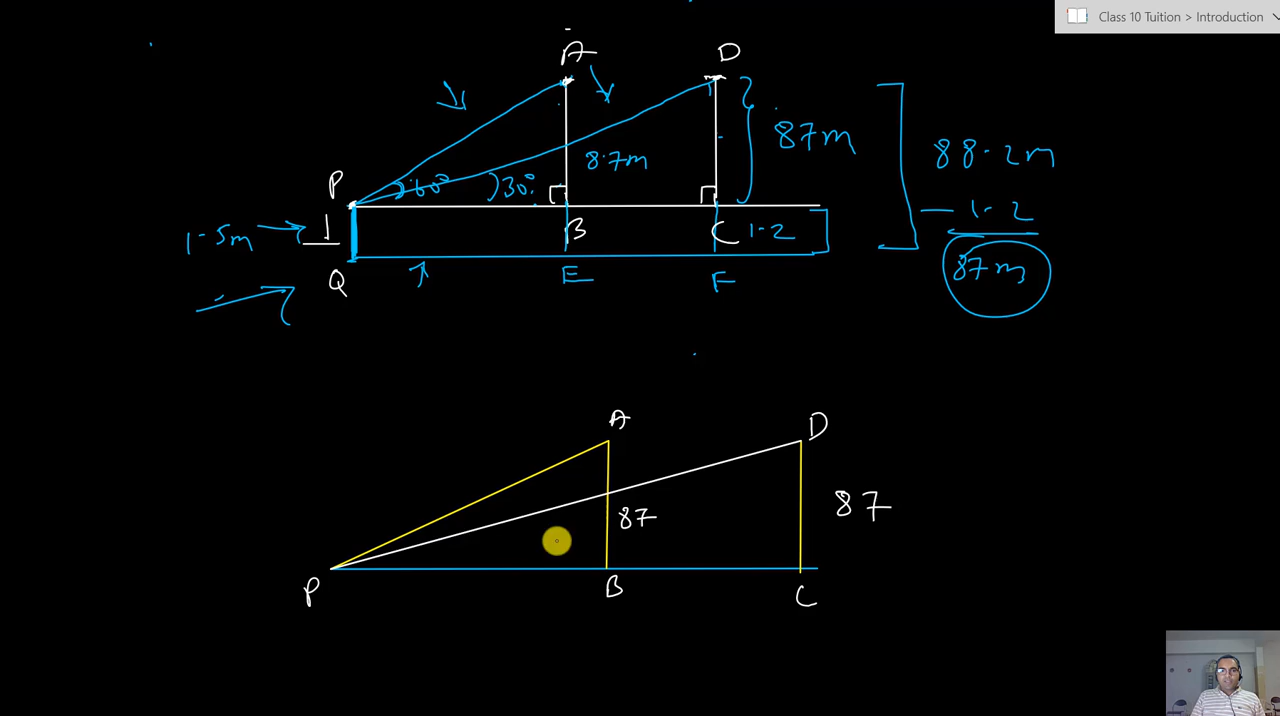 Class 10 Tuition > Introduction
A
D
87m
88.2m
8.7m
P
60°
30°
1.5m
1
B
C
1.2
- 1.2
87m
Q
E
F
A
D
87
87
P
B
C